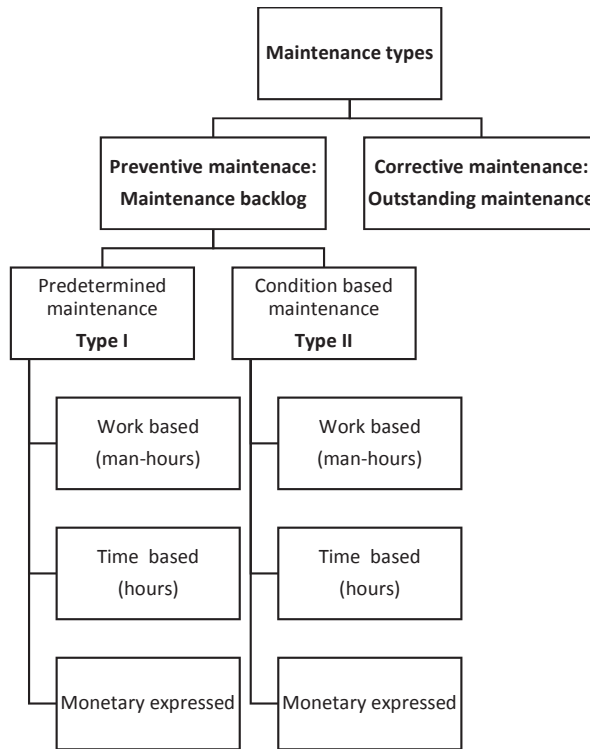 Maintenance types
Preventive maintenace:
Maintenance backlog
Corrective maintenance:
Outstanding maintenance
Predetermined
maintenance
Type I
Condition based
maintenance
Type II
Work based
(man-hours)
Work based
(man-hours)
Time based
(hours)
Time based
(hours)
Monetary expressed
Monetary expressed